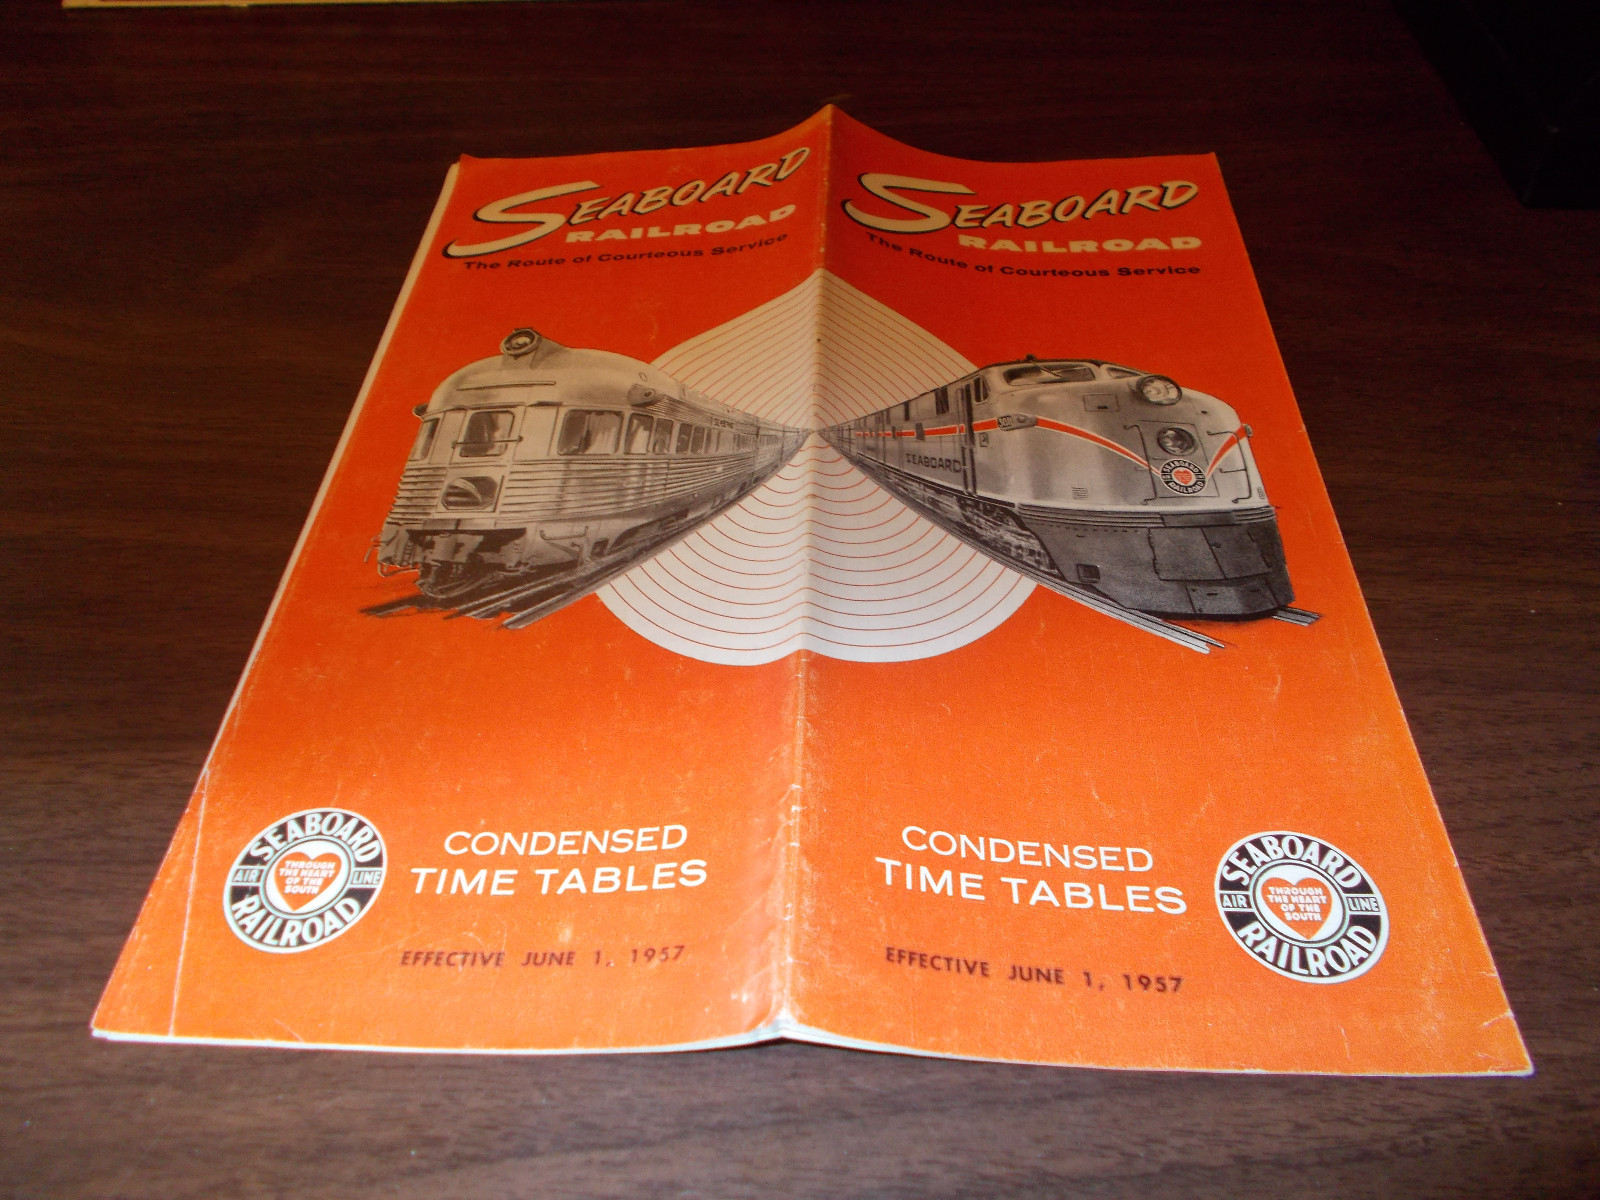 SEABOARD
RAILROAD
The Route of Courteous Service
SEABOARD
AIR LINE
RAILROAD
THROUGH
THE HEART
OF THE
SOUTH
CONDENSED
TIME TABLES
EFFECTIVE JUNE 1, 1957
SEABOARD
RAILROAD
The Route of Courteous Service
SEABOARD
SEABOARD
RAILROAD
CONDENSED
TIME TABLES
EFFECTIVE JUNE 1, 1957
SEABOARD
AIR LINE
RAILROAD
THROUGH
THE HEART
OF THE
SOUTH